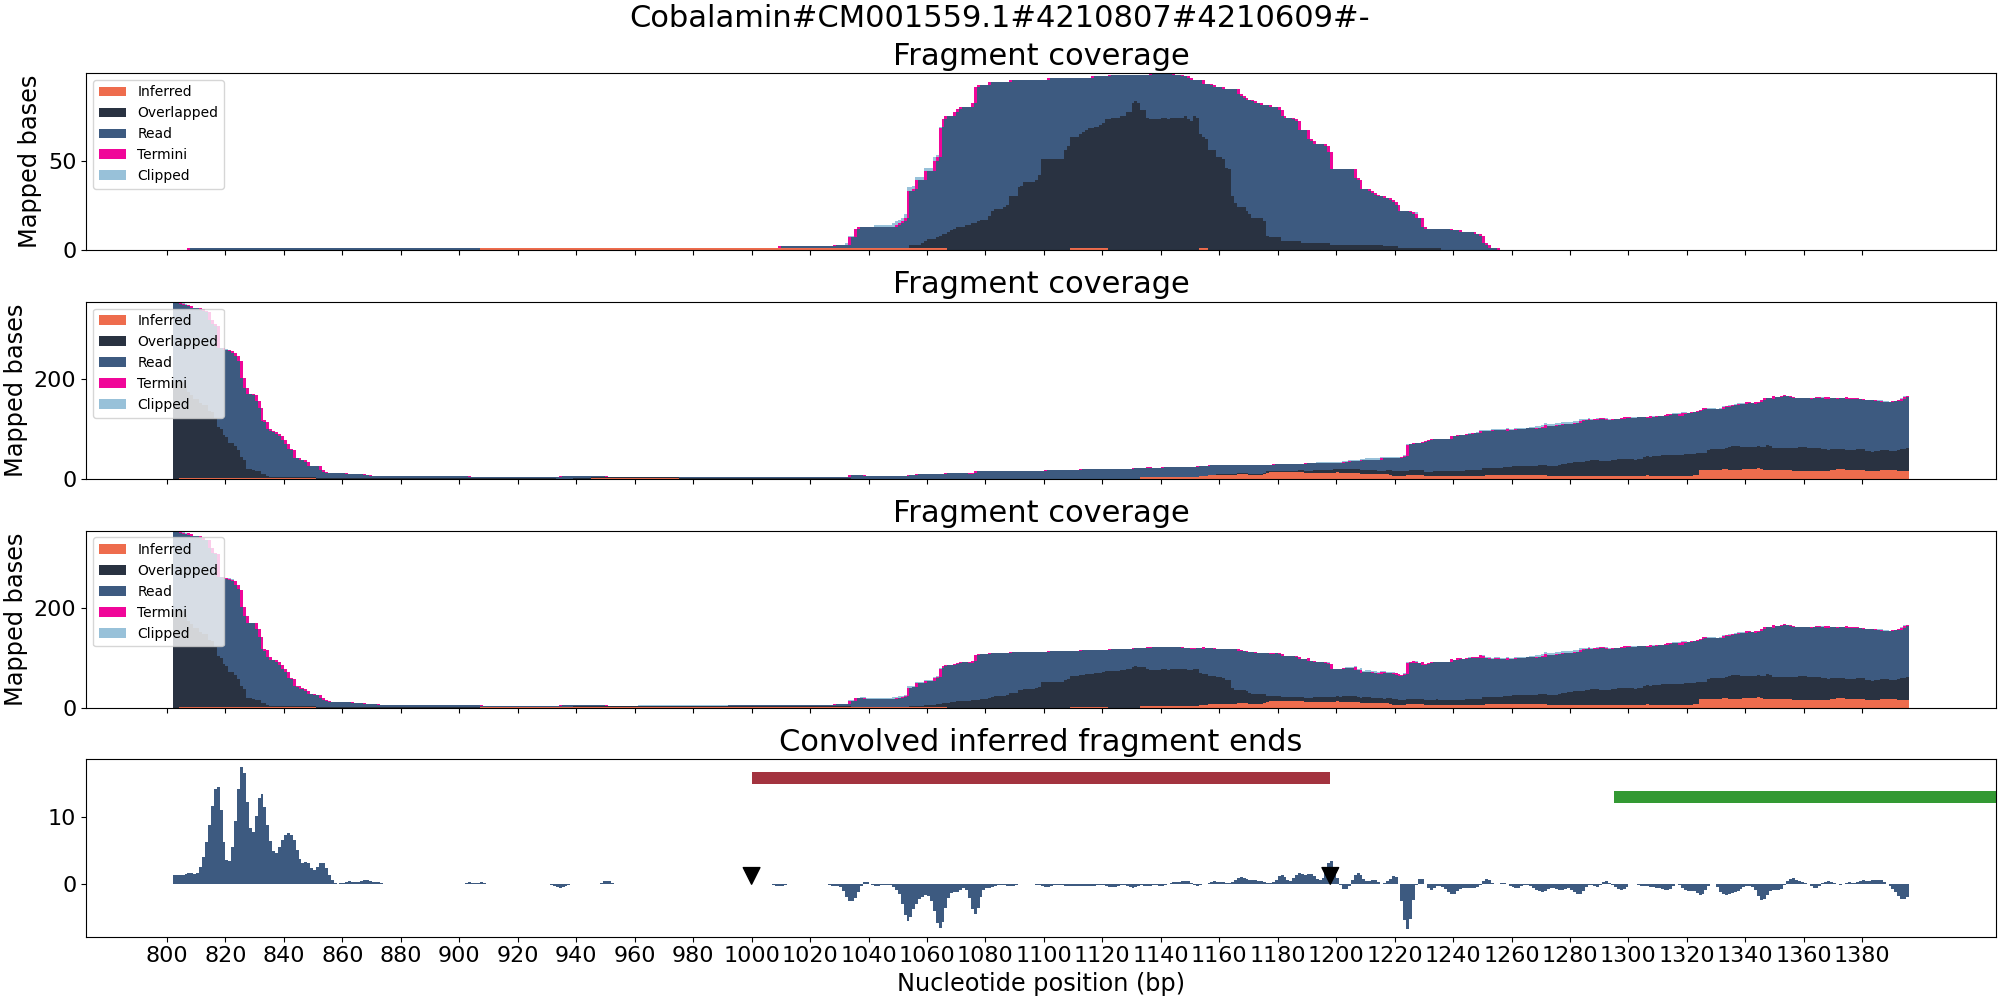 Cobalamin#CM001559.1#4210807#4210609#-
Fragment coverage
Mapped bases
50
0
Inferred
Overlapped
Read
Termini
Clipped
Fragment coverage
Mapped bases
200
0
Inferred
Overlapped
Read
Termini
Clipped
Fragment coverage
Mapped bases
200
0
Inferred
Overlapped
Read
Termini
Clipped
Convolved inferred fragment ends
10
0
800 820 840 860 880 900 920 940 960 980 1000 1020 1040 1060 1080 1100 1120 1140 1160 1180 1200 1220 1240 1260 1280 1300 1320 1340 1360 1380
Nucleotide position (bp)